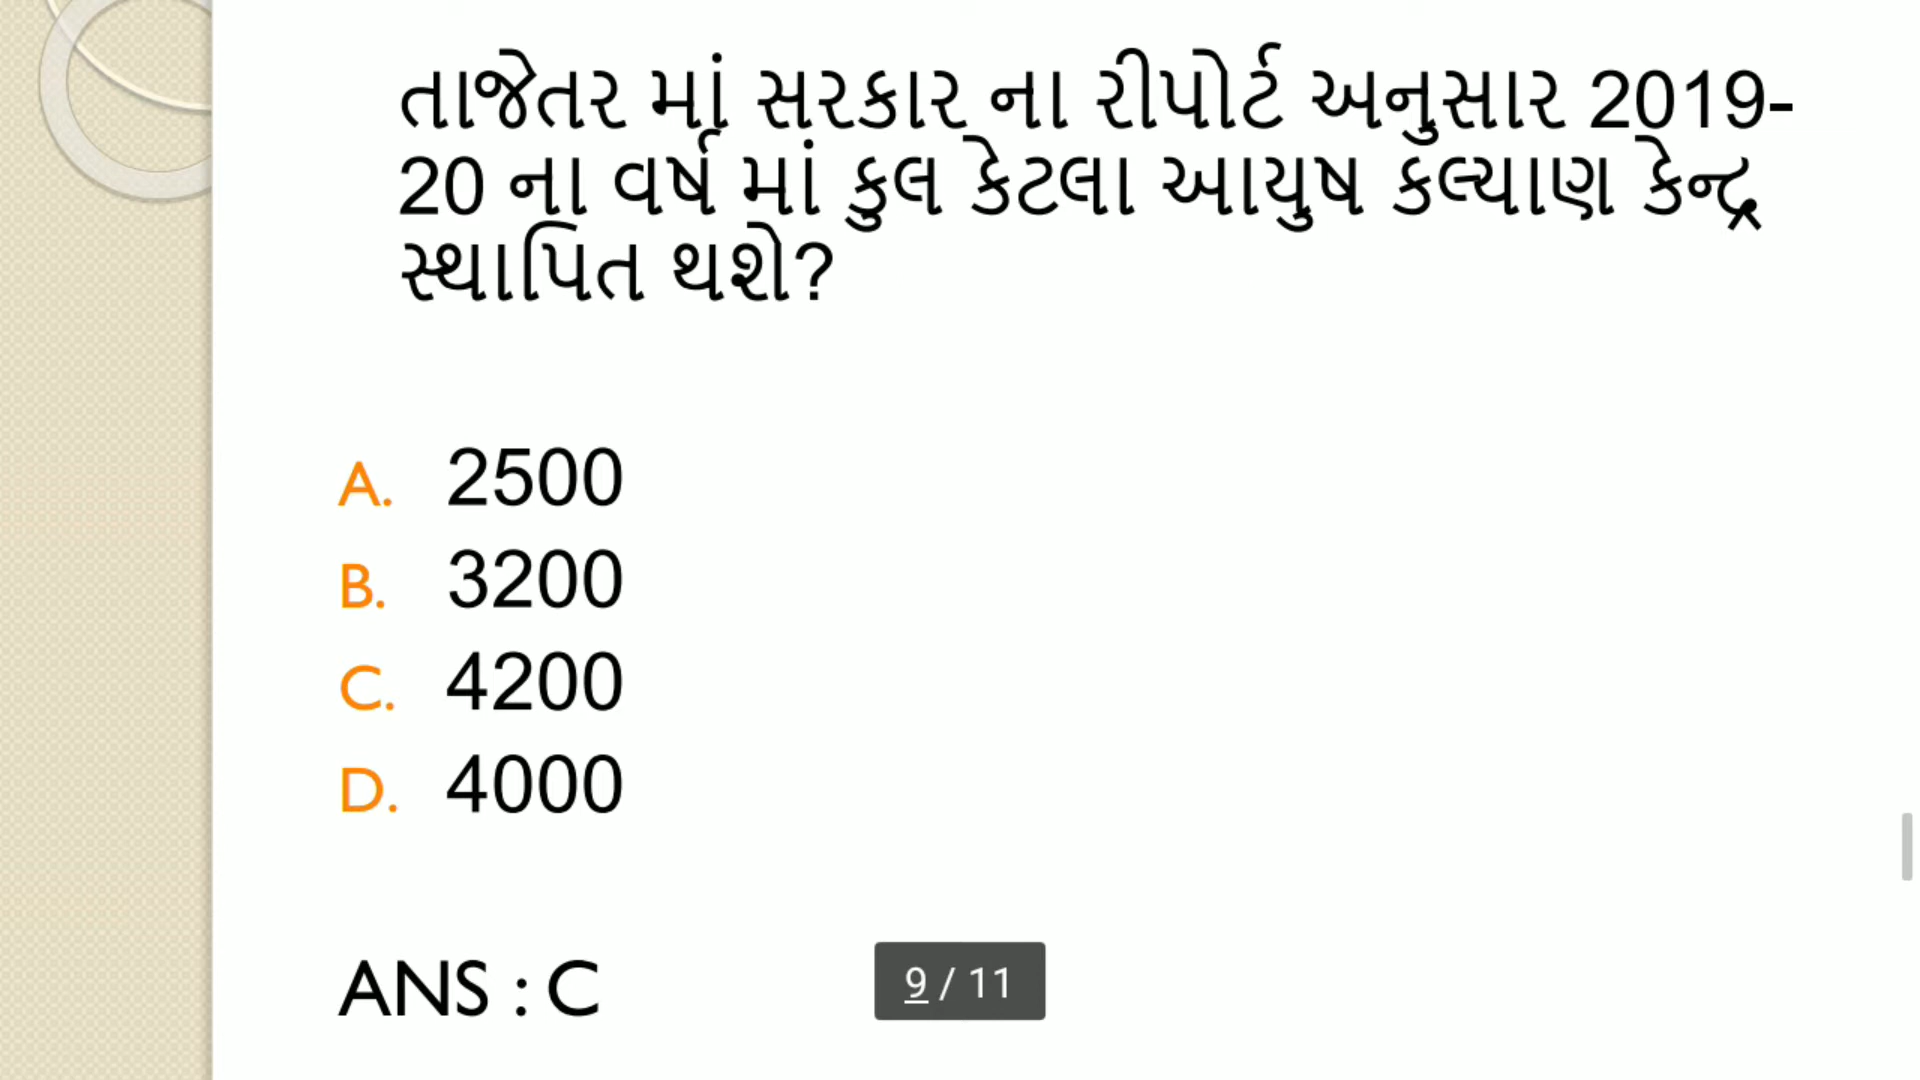 તાજેતર માં સરકાર ના રીપોર્ટ અનુસાર 2019-
20 ના વર્ષ માં કુલ કેટલા આયુષ કલ્યાણ કેન્દ્ર
સ્થાપિત થશે?
A. 2500
B. 3200
C. 4200
D. 4000
ANS : C
9 / 11